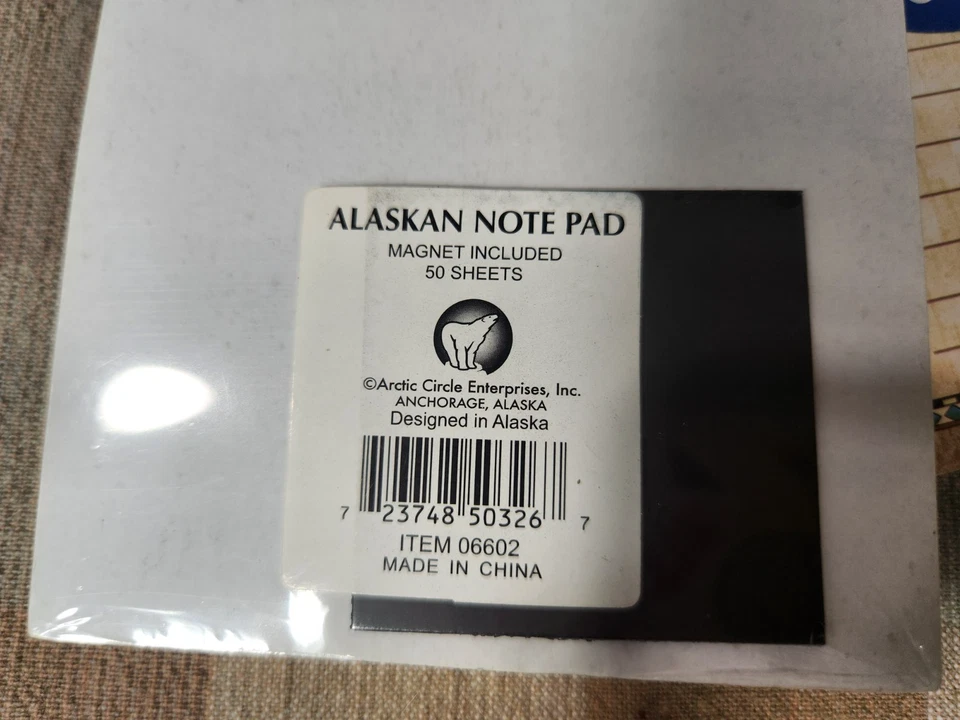 ALASKAN NOTE PAD
MAGNET INCLUDED
50 SHEETS
©Arctic Circle Enterprises, Inc.
ANCHORAGE, ALASKA
Designed in Alaska
7 23748 50326 7
ITEM 06602
MADE IN CHINA